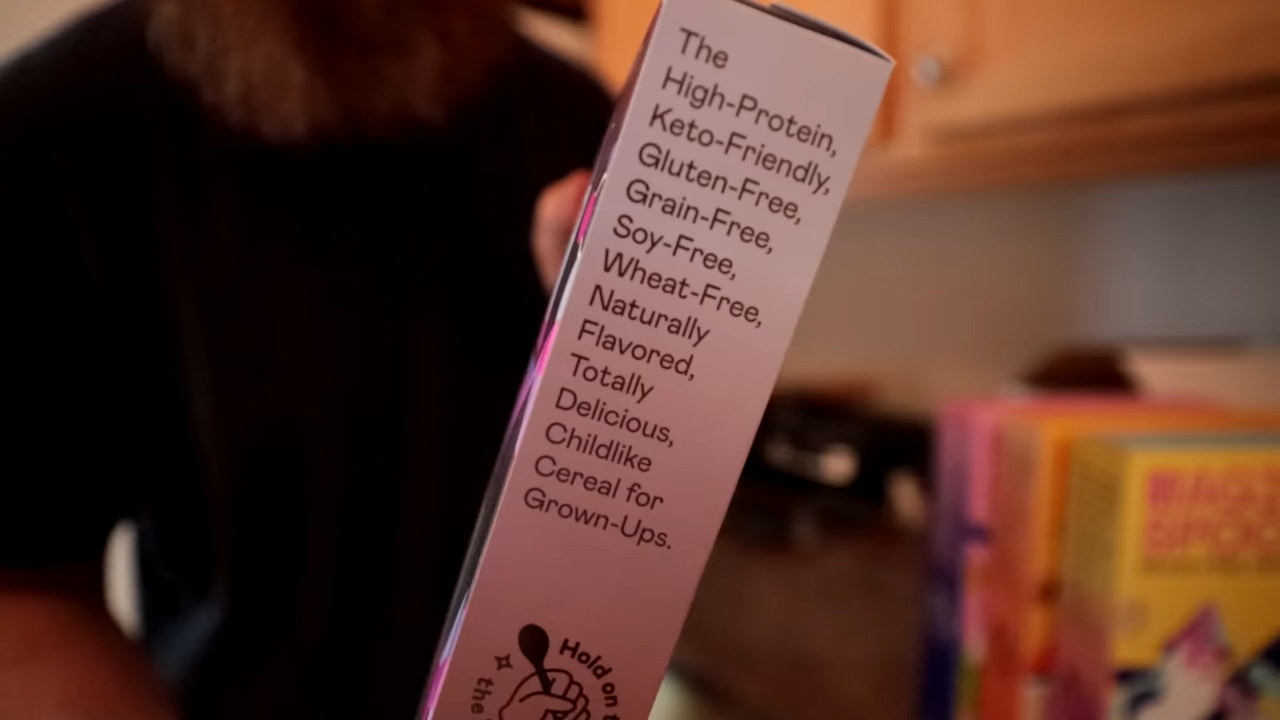 The
High-Protein,
Keto-Friendly,
Gluten-Free,
Grain-Free,
Soy-Free,
Wheat-Free,
Naturally
Flavored,
Totally
Delicious,
Childlike
Cereal for
Grown-Ups.
Hold on
the